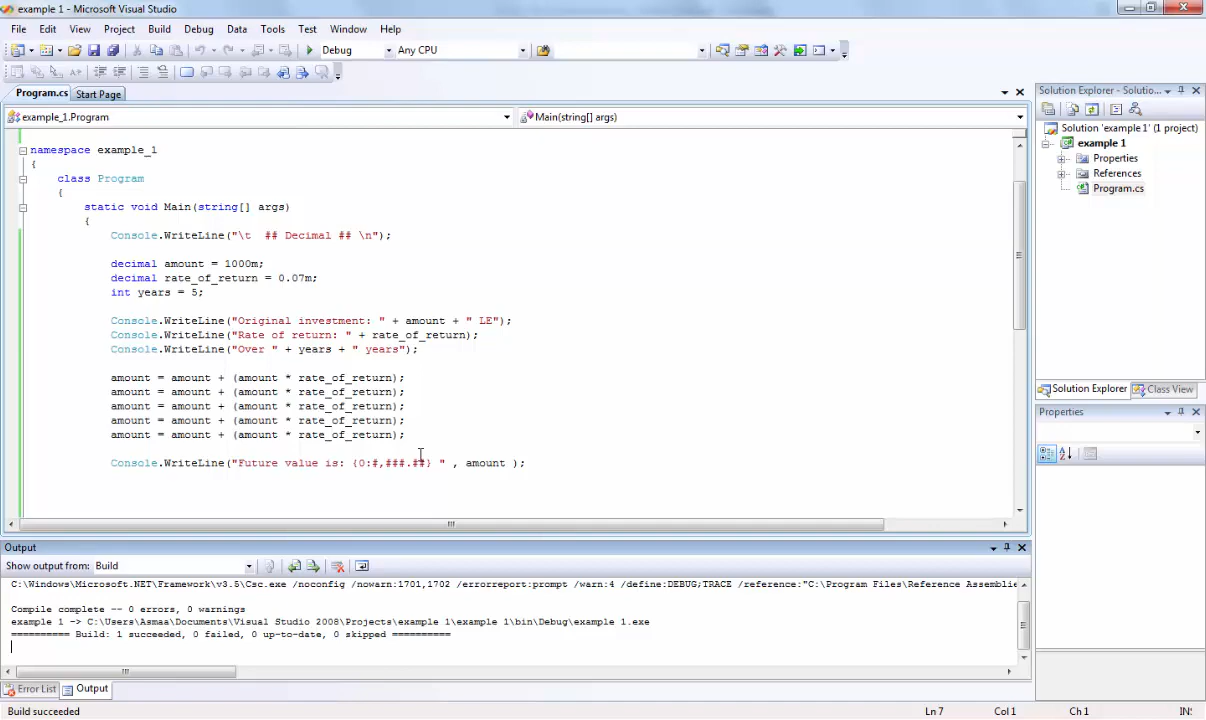 example 1 - Microsoft Visual Studio
File Edit View Project Build Debug Data Tools Test Window Help
Debug Any CPU
Program.cs Start Page
example_1.Program Main(string[] args)
namespace example_1
{
class Program
{
static void Main(string[] args)
{
Console.WriteLine("\t  ## Decimal ## \n");
decimal amount = 1000m;
decimal rate_of_return = 0.07m;
int years = 5;
Console.WriteLine("Original investment: " + amount + " LE");
Console.WriteLine("Rate of return: " + rate_of_return);
Console.WriteLine("Over " + years + " years");
amount = amount + (amount * rate_of_return);
amount = amount + (amount * rate_of_return);
amount = amount + (amount * rate_of_return);
amount = amount + (amount * rate_of_return);
amount = amount + (amount * rate_of_return);
Console.WriteLine("Future value is: {0:#,###.##} " , amount );
Solution Explorer - Solutio...
Solution 'example 1' (1 project)
example 1
Properties
References
Program.cs
Solution Explorer Class View
Properties
Output
Show output from: Build
C:\Windows\Microsoft.NET\Framework\v3.5\Csc.exe /noconfig /nowarn:1701,1702 /errorreport:prompt /warn:4 /define:DEBUG;TRACE /reference:"C:\Program Files\Reference Assemblie
Compile complete -- 0 errors, 0 warnings
example 1 -> C:\Users\Asmaa\Documents\Visual Studio 2008\Projects\example 1\example 1\bin\Debug\example 1.exe
========== Build: 1 succeeded, 0 failed, 0 up-to-date, 0 skipped ==========
Error List Output
Build succeeded Ln 7 Col 1 Ch 1 IN: